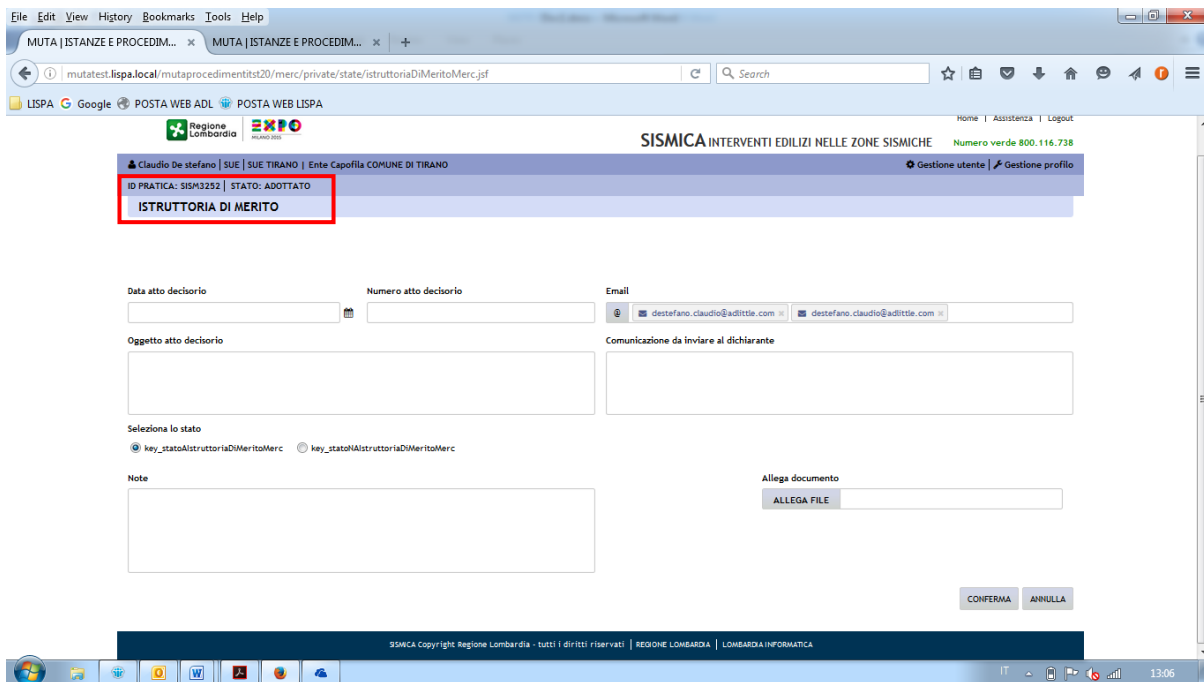 File Edit View History Bookmarks Tools Help
MUTA | ISTANZE E PROCEDIM... × MUTA | ISTANZE E PROCEDIM... × +
mutatest.lispa.local/mutaprocedimentitst20/merc/private/state/istruttoriaDiMeritoMerc.jsf
Search
LISPA Google POSTA WEB ADL POSTA WEB LISPA
Home | Assistenza | Logout
Regione Lombardia EXPO MILANO 2015
SISMICA INTERVENTI EDILIZI NELLE ZONE SISMICHE Numero verde 800.116.738
Claudio De stefano | SUE | SUE TIRANO | Ente Capofila COMUNE DI TIRANO Gestione utente | Gestione profilo
ID PRATICA: SISM3252 | STATO: ADOTTATO
ISTRUTTORIA DI MERITO
Data atto decisorio Numero atto decisorio Email
@ destefano.claudio@adlittle.com × destefano.claudio@adlittle.com ×
Oggetto atto decisorio Comunicazione da inviare al dichiarante
Seleziona lo stato
key_statoAIstruttoriaDiMeritoMerc key_statoNAIstruttoriaDiMeritoMerc
Note Allega documento
ALLEGA FILE
CONFERMA ANNULLA
SISMICA Copyright Regione Lombardia - tutti i diritti riservati | REGIONE LOMBARDIA | LOMBARDIA INFORMATICA
IT 13:06